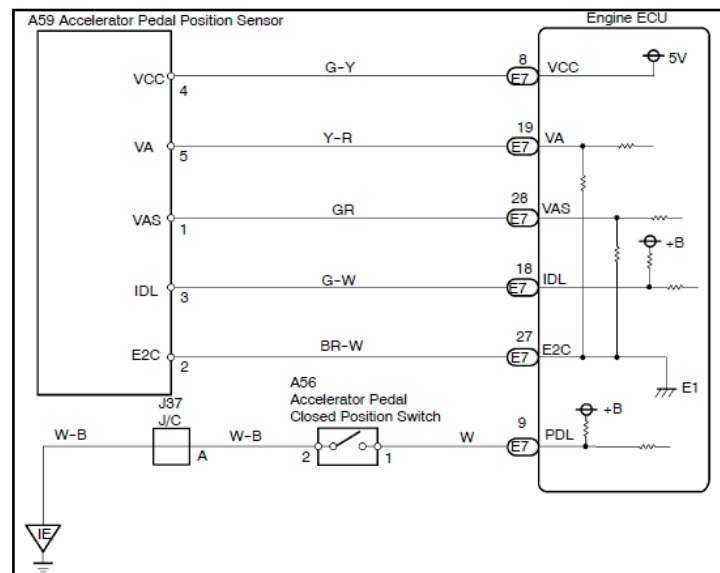 A59 Accelerator Pedal Position Sensor
Engine ECU
VCC 4 G-Y 8 E7 VCC 5V
VA 5 Y-R 19 E7 VA
VAS 1 GR 28 E7 VAS
+B
IDL 3 G-W 18 E7 IDL
E2C 2 BR-W 27 E7 E2C
E1
J37
J/C
A56
Accelerator Pedal
Closed Position Switch
+B
W-B A W-B 2 1 W 9 E7 PDL
IE